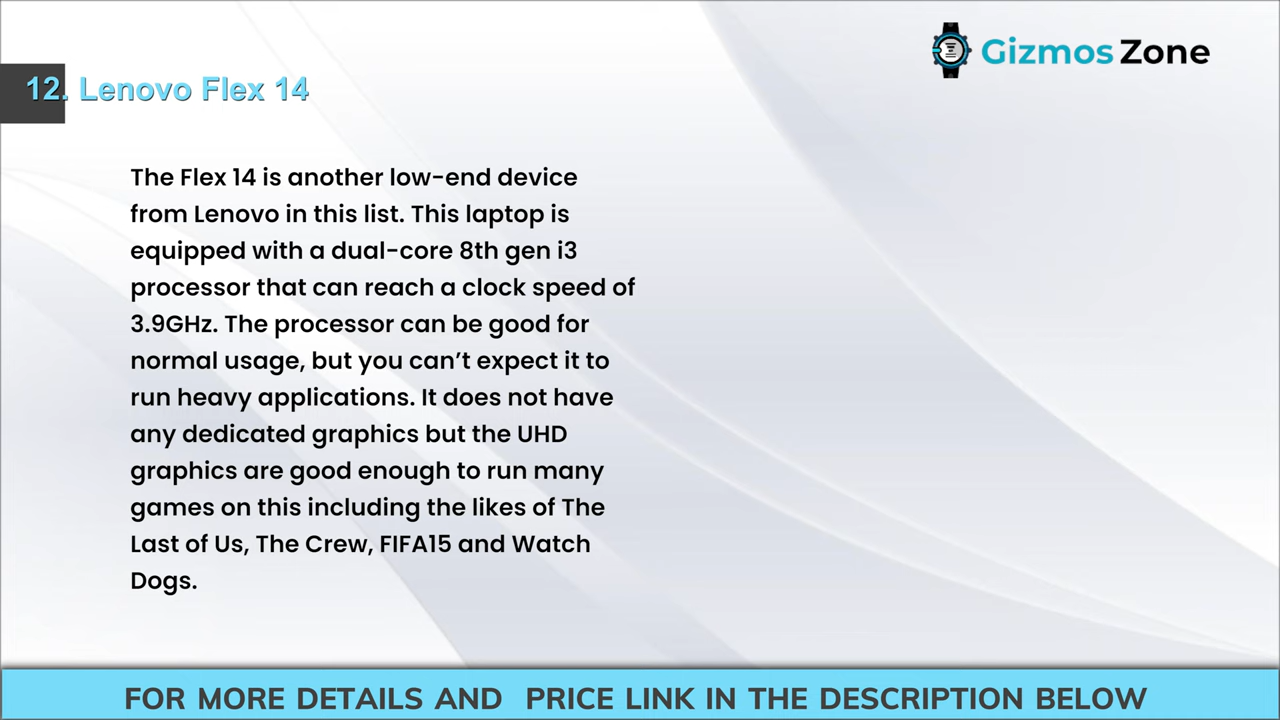 Gizmos Zone
12. Lenovo Flex 14
The Flex 14 is another low-end device
from Lenovo in this list. This laptop is
equipped with a dual-core 8th gen i3
processor that can reach a clock speed of
3.9GHz. The processor can be good for
normal usage, but you can’t expect it to
run heavy applications. It does not have
any dedicated graphics but the UHD
graphics are good enough to run many
games on this including the likes of The
Last of Us, The Crew, FIFA15 and Watch
Dogs.
FOR MORE DETAILS AND PRICE LINK IN THE DESCRIPTION BELOW